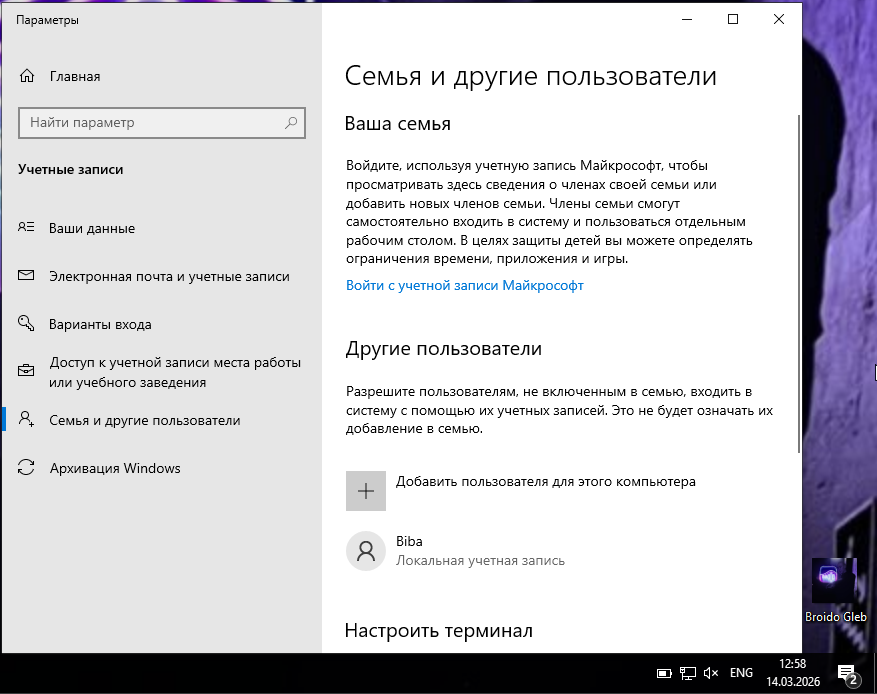 Параметры
Главная
Найти параметр
Учетные записи
Ваши данные
Электронная почта и учетные записи
Варианты входа
Доступ к учетной записи места работы
или учебного заведения
Семья и другие пользователи
Архивация Windows
Семья и другие пользователи
Ваша семья
Войдите, используя учетную запись Майкрософт, чтобы
просматривать здесь сведения о членах своей семьи или
добавить новых членов семьи. Члены семьи смогут
самостоятельно входить в систему и пользоваться отдельным
рабочим столом. В целях защиты детей вы можете определять
ограничения времени, приложения и игры.
Войти с учетной записи Майкрософт
Другие пользователи
Разрешите пользователям, не включенным в семью, входить в
систему с помощью их учетных записей. Это не будет означать их
добавление в семью.
Добавить пользователя для этого компьютера
Biba
Локальная учетная запись
Настроить терминал
Broido Gleb
ENG
12:58
14.03.2026
2